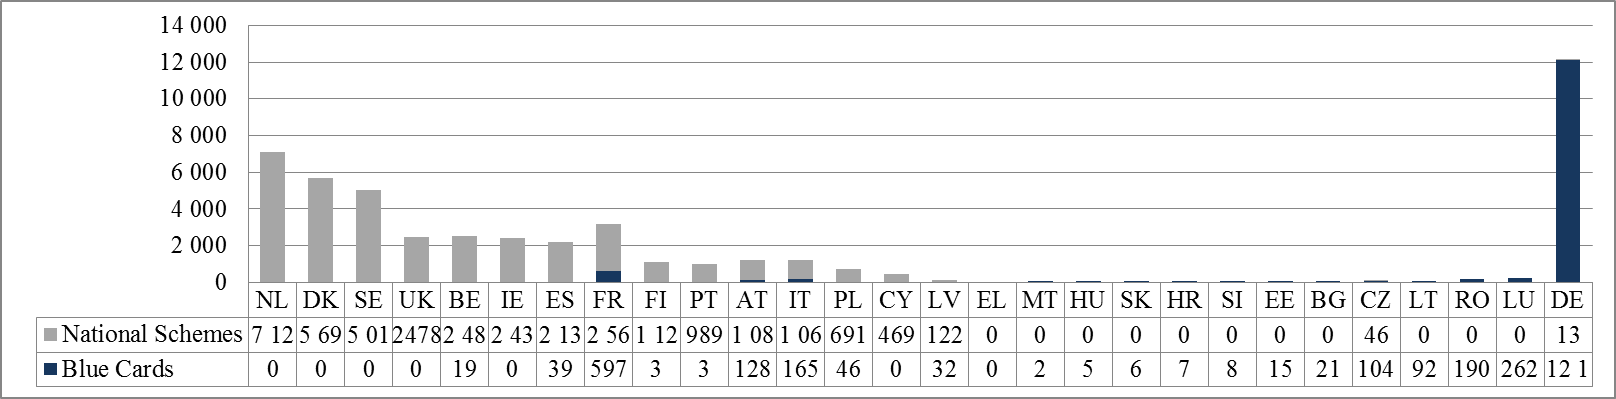 14 000
12 000
10 000
8 000
6 000
4 000
2 000
0
NL DK SE UK BE IE ES FR FI PT AT IT PL CY LV EL MT HU SK HR SI EE BG CZ LT RO LU DE
National Schemes 7 12 5 69 5 01 2478 2 48 2 43 2 13 2 56 1 12 989 1 08 1 06 691 469 122 0 0 0 0 0 0 0 0 46 0 0 0 13
Blue Cards 0 0 0 0 19 0 39 597 3 3 128 165 46 0 32 0 2 5 6 7 8 15 21 104 92 190 262 12 1